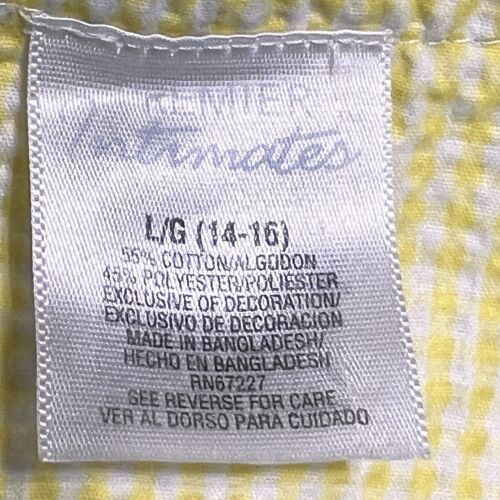 Intimates
L/G (14-16)
55% COTTON/ALGODON
45% POLYESTER/POLIESTER
EXCLUSIVE OF DECORATION/
EXCLUSIVO DE DECORACION
MADE IN BANGLADESH/
HECHO EN BANGLADESH
RN67227
SEE REVERSE FOR CARE
VER AL DORSO PARA CUIDADO